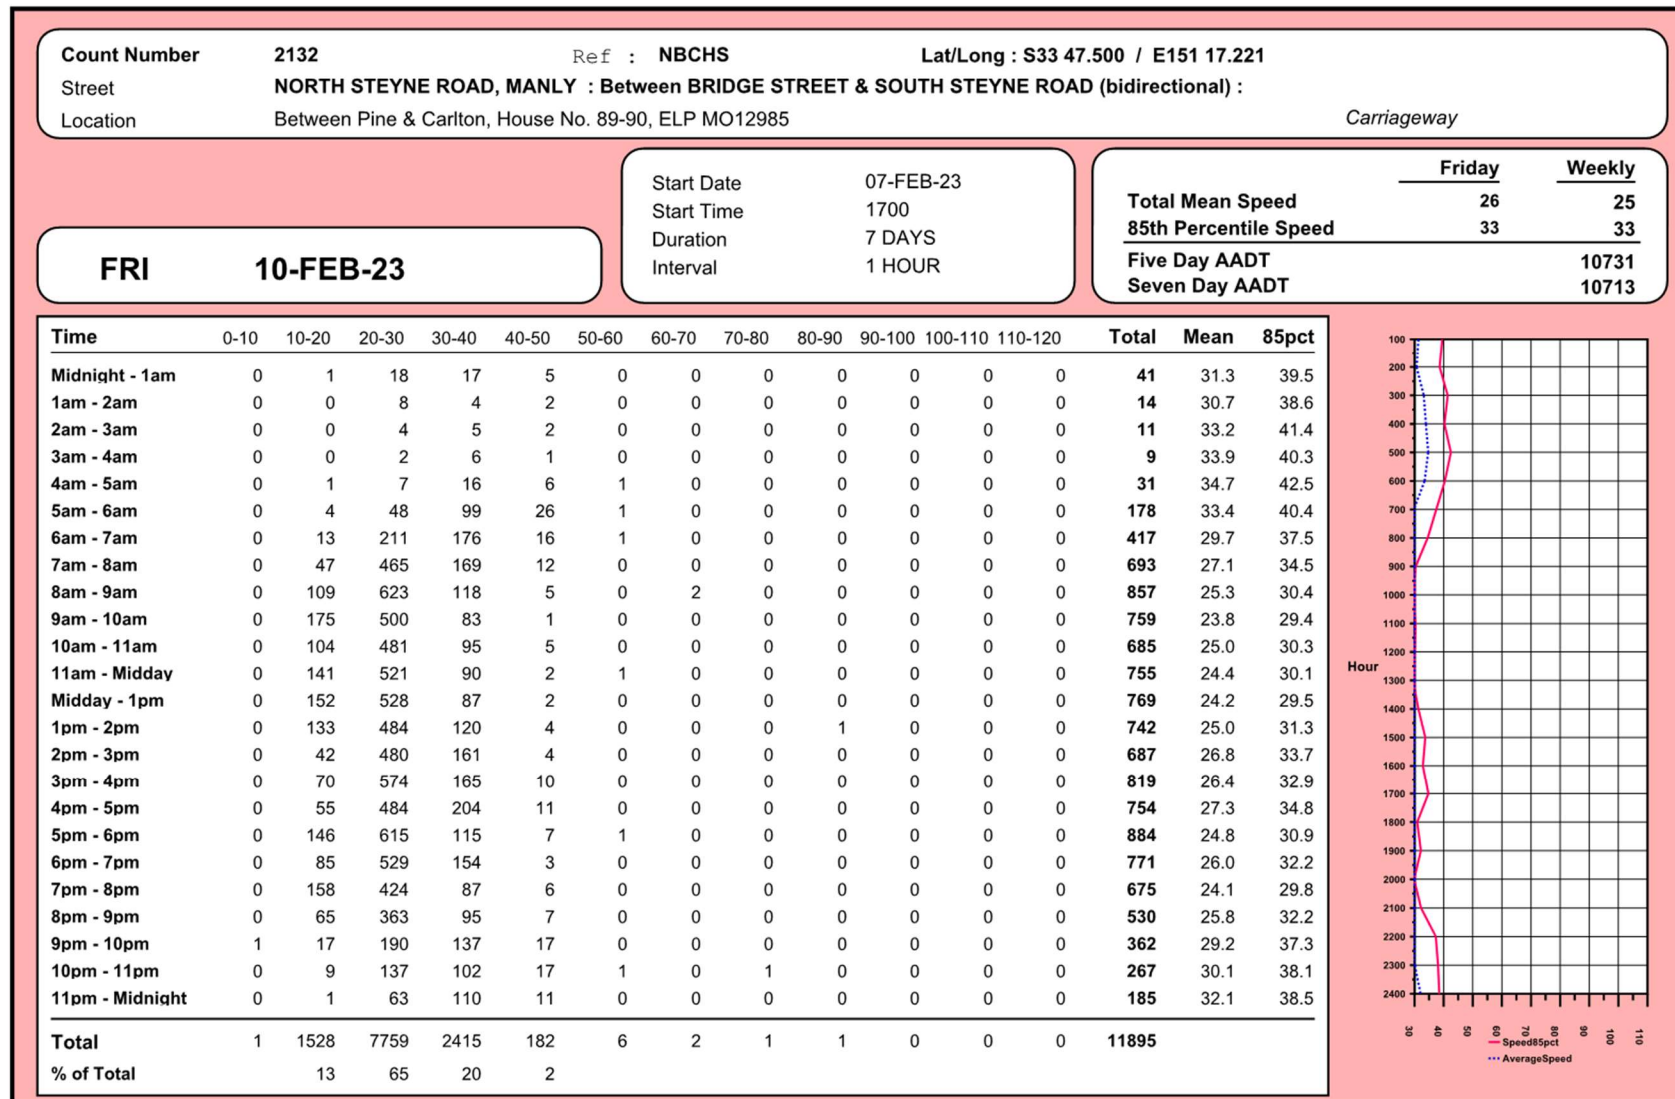 Count Number 2132 Ref : NBCHS Lat/Long : S33 47.500 / E151 17.221
Street NORTH STEYNE ROAD, MANLY : Between BRIDGE STREET & SOUTH STEYNE ROAD (bidirectional) :
Location Between Pine & Carlton, House No. 89-90, ELP MO12985 Carriageway
FRI 10-FEB-23
Start Date 07-FEB-23
Start Time 1700
Duration 7 DAYS
Interval 1 HOUR
Friday Weekly
Total Mean Speed 26 25
85th Percentile Speed 33 33
Five Day AADT 10731
Seven Day AADT 10713
Time 0-10 10-20 20-30 30-40 40-50 50-60 60-70 70-80 80-90 90-100 100-110 110-120 Total Mean 85pct
Midnight - 1am 0 1 18 17 5 0 0 0 0 0 0 0 41 31.3 39.5
1am - 2am 0 0 8 4 2 0 0 0 0 0 0 0 14 30.7 38.6
2am - 3am 0 0 4 5 2 0 0 0 0 0 0 0 11 33.2 41.4
3am - 4am 0 0 2 6 1 0 0 0 0 0 0 0 9 33.9 40.3
4am - 5am 0 1 7 16 6 1 0 0 0 0 0 0 31 34.7 42.5
5am - 6am 0 4 48 99 26 1 0 0 0 0 0 0 178 33.4 40.4
6am - 7am 0 13 211 176 16 1 0 0 0 0 0 0 417 29.7 37.5
7am - 8am 0 47 465 169 12 0 0 0 0 0 0 0 693 27.1 34.5
8am - 9am 0 109 623 118 5 0 2 0 0 0 0 0 857 25.3 30.4
9am - 10am 0 175 500 83 1 0 0 0 0 0 0 0 759 23.8 29.4
10am - 11am 0 104 481 95 5 0 0 0 0 0 0 0 685 25.0 30.3
11am - Midday 0 141 521 90 2 1 0 0 0 0 0 0 755 24.4 30.1
Midday - 1pm 0 152 528 87 2 0 0 0 0 0 0 0 769 24.2 29.5
1pm - 2pm 0 133 484 120 4 0 0 0 1 0 0 0 742 25.0 31.3
2pm - 3pm 0 42 480 161 4 0 0 0 0 0 0 0 687 26.8 33.7
3pm - 4pm 0 70 574 165 10 0 0 0 0 0 0 0 819 26.4 32.9
4pm - 5pm 0 55 484 204 11 0 0 0 0 0 0 0 754 27.3 34.8
5pm - 6pm 0 146 615 115 7 1 0 0 0 0 0 0 884 24.8 30.9
6pm - 7pm 0 85 529 154 3 0 0 0 0 0 0 0 771 26.0 32.2
7pm - 8pm 0 158 424 87 6 0 0 0 0 0 0 0 675 24.1 29.8
8pm - 9pm 0 65 363 95 7 0 0 0 0 0 0 0 530 25.8 32.2
9pm - 10pm 1 17 190 137 17 0 0 0 0 0 0 0 362 29.2 37.3
10pm - 11pm 0 9 137 102 17 1 0 1 0 0 0 0 267 30.1 38.1
11pm - Midnight 0 1 63 110 11 0 0 0 0 0 0 0 185 32.1 38.5
Total 1 1528 7759 2415 182 6 2 1 1 0 0 0 11895
% of Total 13 65 20 2
100
200
300
400
500
600
700
800
900
1000
1100
1200
Hour
1300
1400
1500
1600
1700
1800
1900
2000
2100
2200
2300
2400
30 40 50 60 70 80 90 100 110
Speed85pct
AverageSpeed